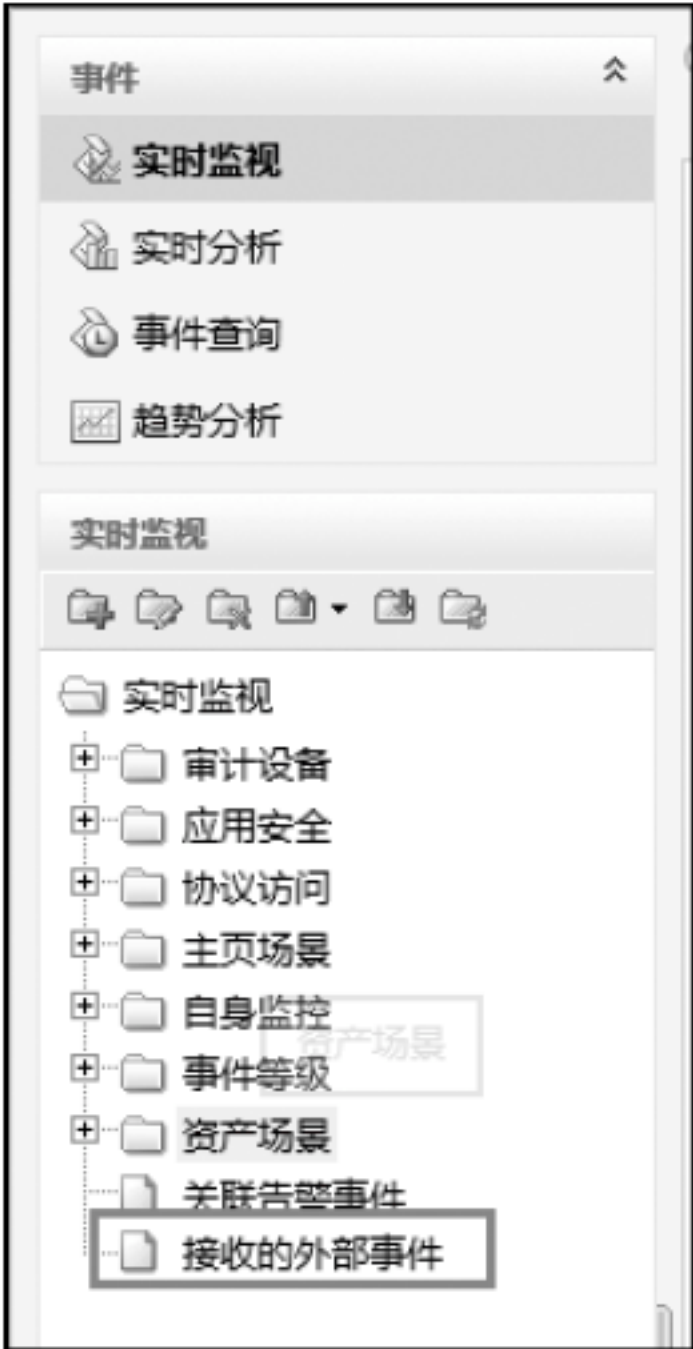 事件
实时监视
实时分析
事件查询
趋势分析
实时监视
实时监视
审计设备
应用安全
协议访问
主页场景
自身监控
资产场景
事件等级
资产场景
关联告警事件
接收的外部事件